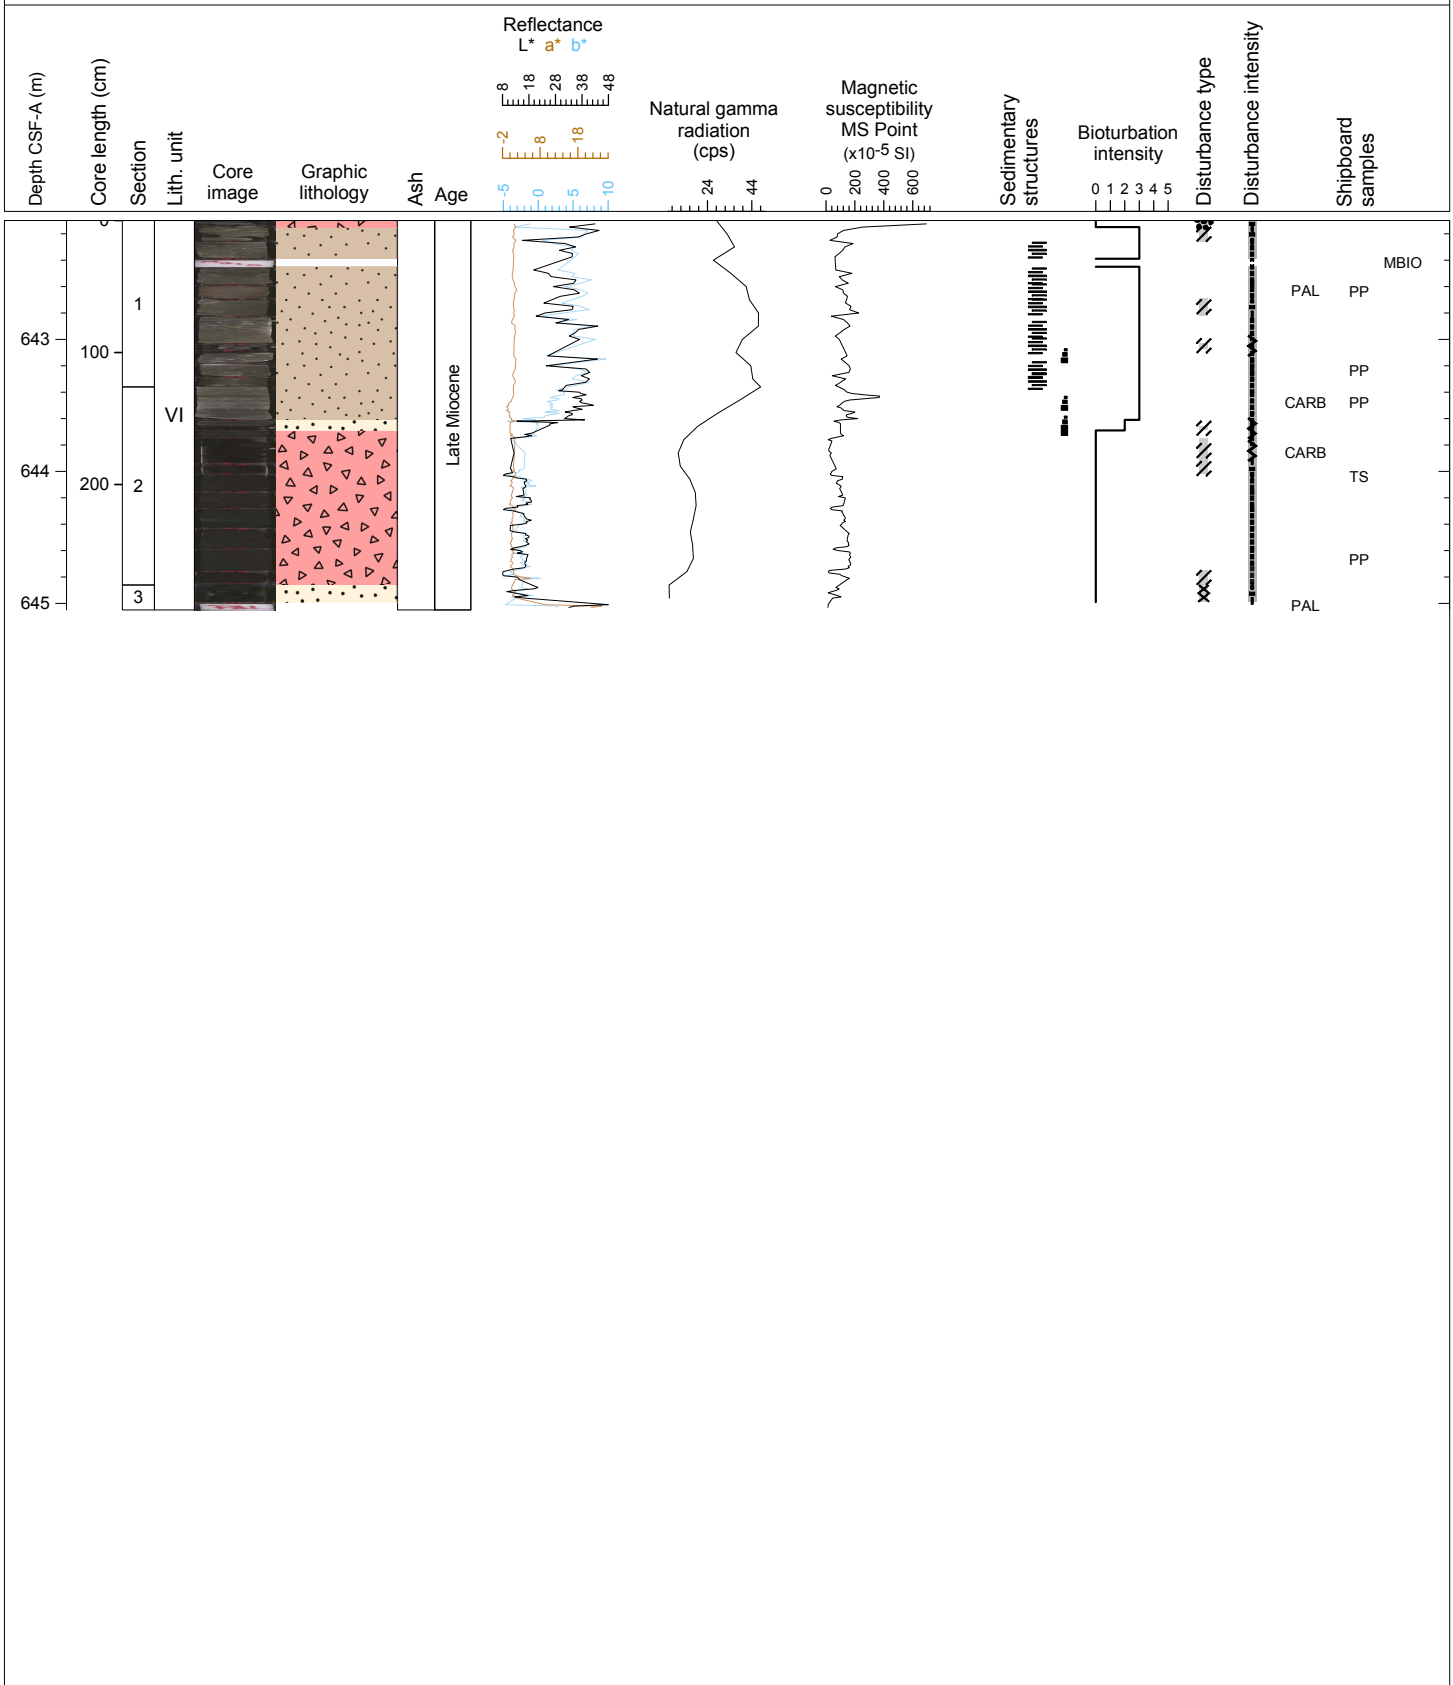 Depth CSF-A (m)
Core length (cm)
Section
Lith. unit
Core
image
Graphic
lithology
Ash
Age
Reflectance
L* a* b*
8 18 28 38 48
-2 8 18
-5 0 5 10
Natural gamma
radiation
(cps)
24 44
Magnetic
susceptibility
MS Point
(x10-5 SI)
0 200 400 600
Sedimentary
structures
Bioturbation
intensity
0 1 2 3 4 5
Disturbance type
Disturbance intensity
Shipboard
samples
0
MBIO
PAL PP
1
643
100
PP
Late Miocene
CARB PP
VI
CARB
644
TS
200
2
PP
3
645
PAL